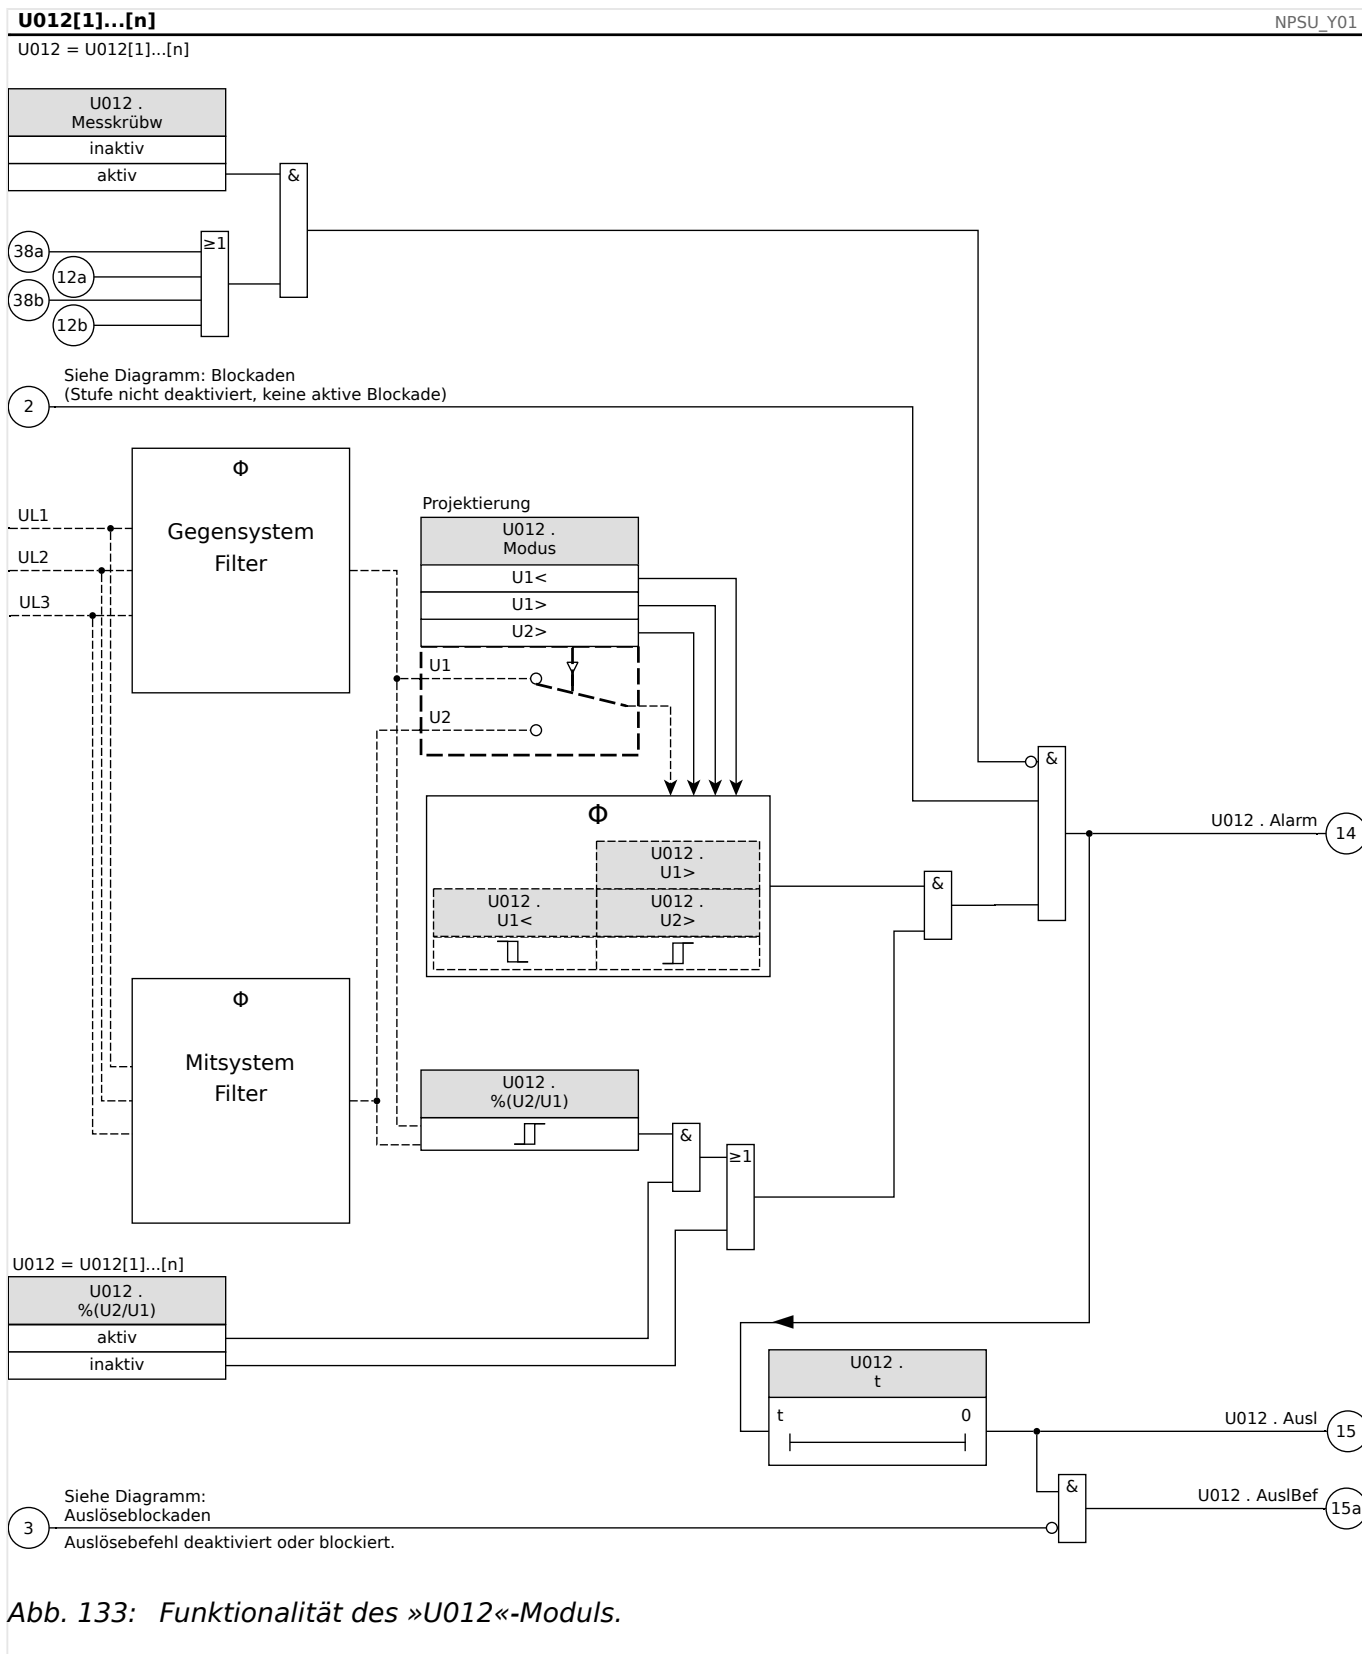 U012[1]...[n]
NPSU_Y01
U012 = U012[1]...[n]
U012 .
Messkrübw
inaktiv
aktiv
&
≥1
38a
12a
38b
12b
Siehe Diagramm: Blockaden
(Stufe nicht deaktiviert, keine aktive Blockade)
2
Φ
Gegensystem
Filter
UL1
UL2
UL3
Projektierung
U012 .
Modus
U1<
U1>
U2>
U1
U2
&
U012 . Alarm
14
Φ
U012 .
U1>
U012 .
U1<
U012 .
U2>
&
Φ
Mitsystem
Filter
U012 .
%(U2/U1)
&
≥1
U012 = U012[1]...[n]
U012 .
%(U2/U1)
aktiv
inaktiv
U012 .
t
t
0
U012 . Ausl
15
&
U012 . AuslBef
15a
Siehe Diagramm:
Auslöseblockaden
3
Auslösebefehl deaktiviert oder blockiert.
Abb. 133: Funktionalität des »U012«-Moduls.